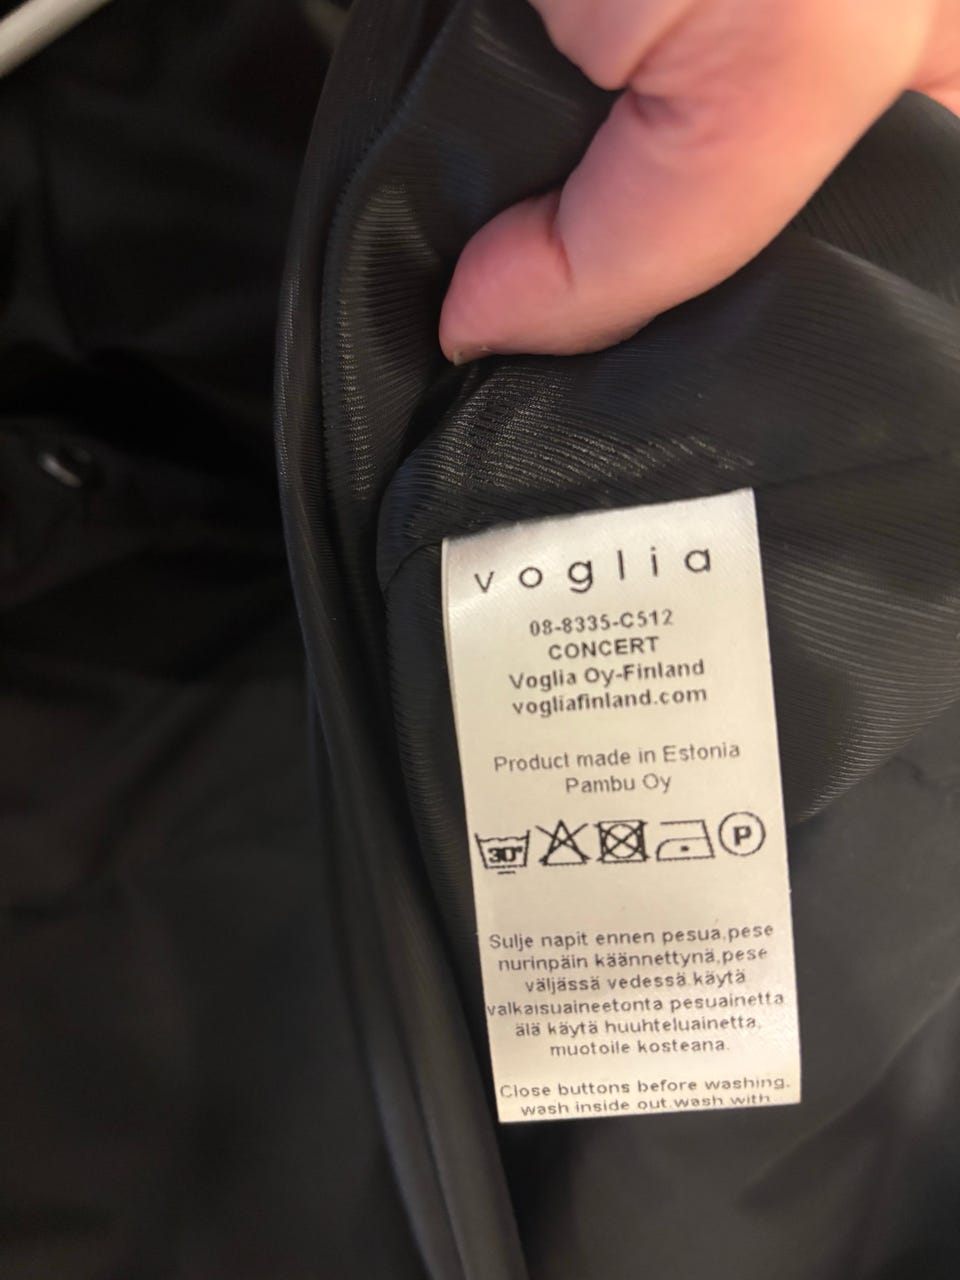 voglia
08-8335-C512
CONCERT
Voglia Oy-Finland
vogliafinland.com
Product made in Estonia
Pambu Oy
30° P
Sulje napit ennen pesua,pese
nurinpäin käännettynä,pese
väljässä vedessä.käytä
valkaisuaineetonta pesuainetta
älä käytä huuhteluainetta,
muotoile kosteana.
Close buttons before washing.
wash inside out.wash with